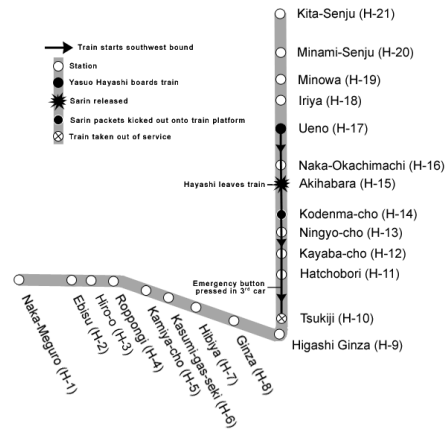 Train starts southwest bound
Station
Yasuo Hayashi boards train
Sarin released
Sarin packets kicked out onto train platform
Train taken out of service
Kita-Senju (H-21)
Minami-Senju (H-20)
Minowa (H-19)
Iriya (H-18)
Ueno (H-17)
Naka-Okachimachi (H-16)
Hayashi leaves train
Akihabara (H-15)
Kodenma-cho (H-14)
Ningyo-cho (H-13)
Kayaba-cho (H-12)
Hatchobori (H-11)
Emergency button
pressed in 3rd car
Tsukiji (H-10)
Higashi Ginza (H-9)
Naka-Meguro (H-1)
Ebisu (H-2)
Hiro-o (H-3)
Roppongi (H-4)
Kamiya-cho (H-5)
Kasumi-gas-seki (H-6)
Hibiya (H-7)
Ginza (H-8)